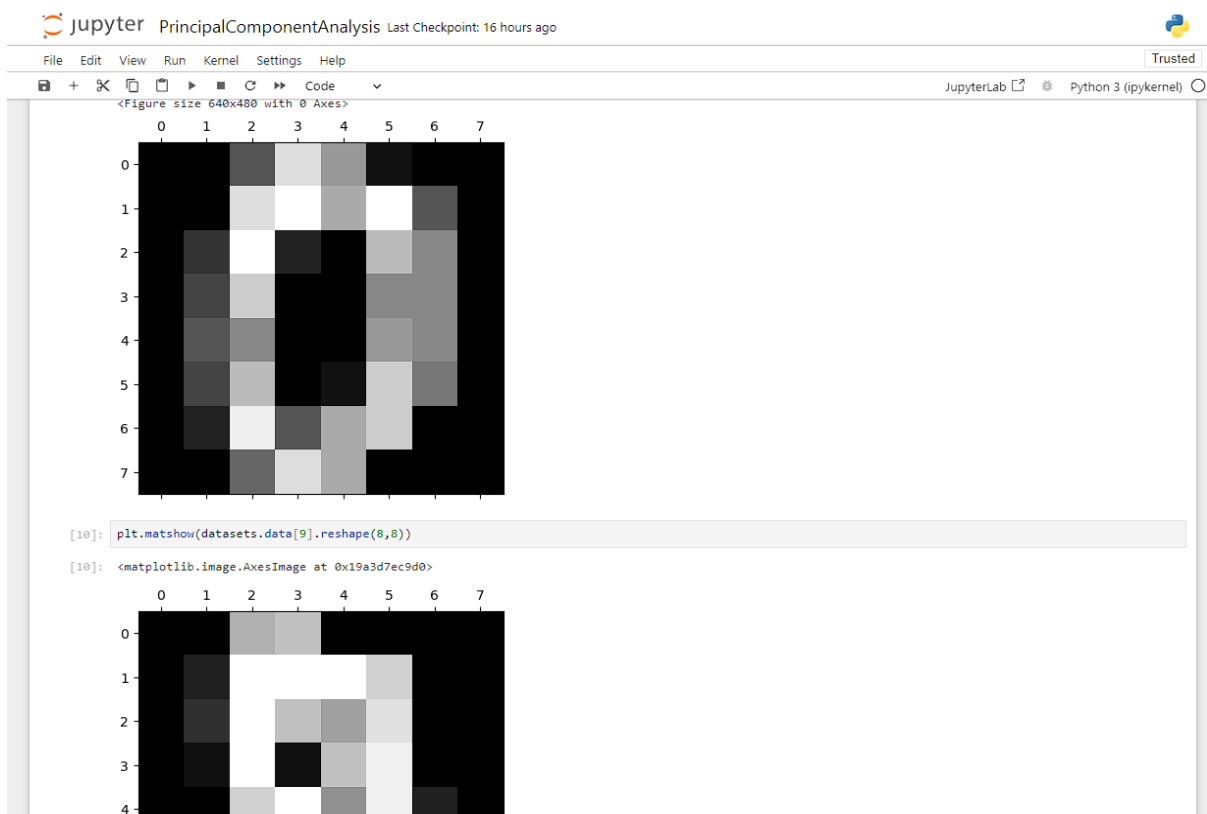 jupyter PrincipalComponentAnalysis Last Checkpoint: 16 hours ago
File Edit View Run Kernel Settings Help Trusted
Code JupyterLab Python 3 (ipykernel)
<Figure size 640x480 with 0 Axes>
0 1 2 3 4 5 6 7
0
1
2
3
4
5
6
7
[10]: plt.matshow(datasets.data[9].reshape(8,8))
[10]: <matplotlib.image.AxesImage at 0x19a3d7ec9d0>
0 1 2 3 4 5 6 7
0
1
2
3
4